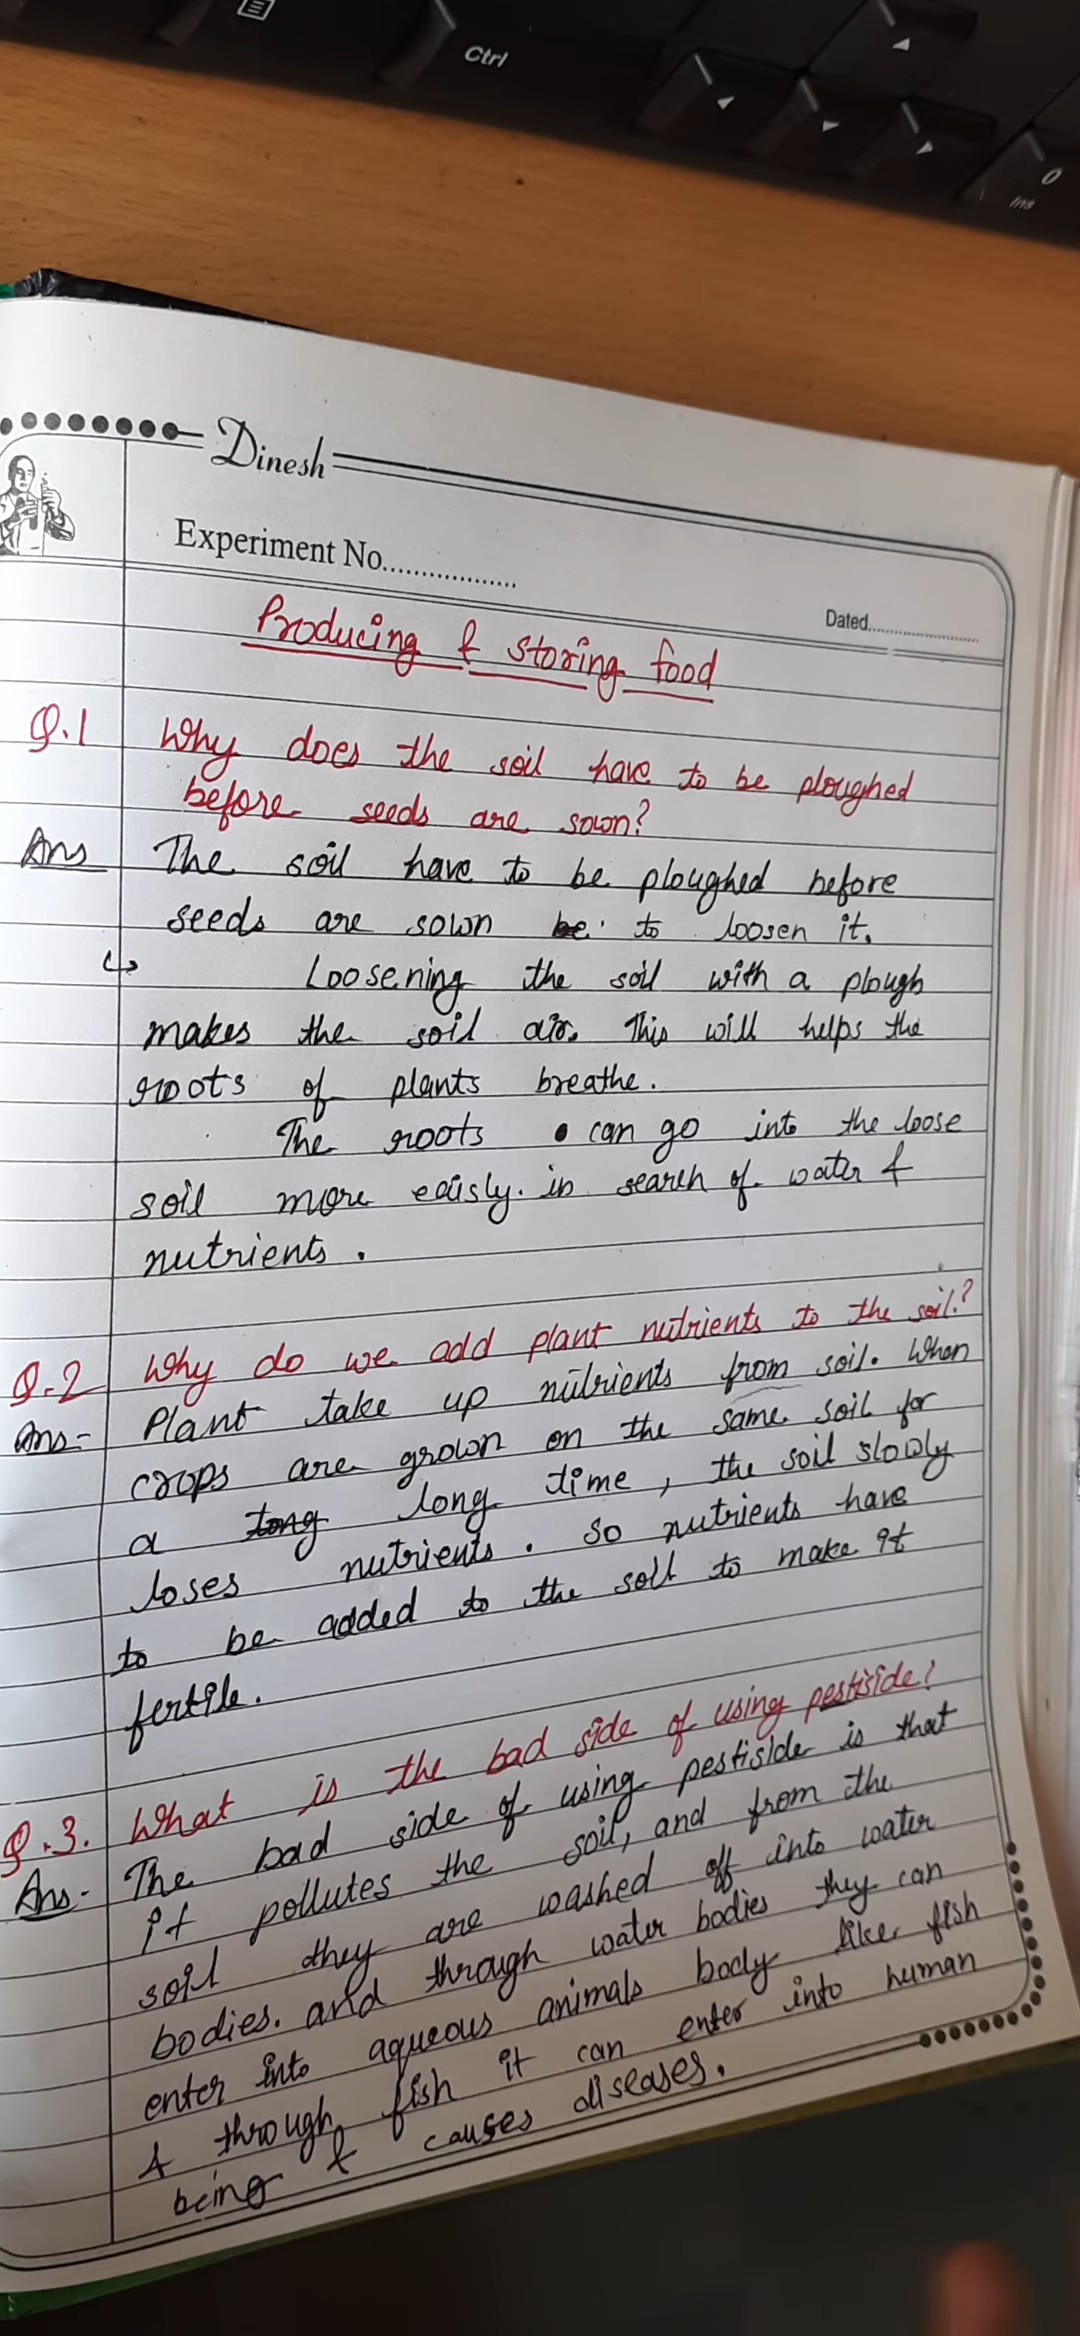 Ctrl
0
Ins
Dinesh
Experiment No..................
Dated........................
Producing & storing food
Q.1 Why does the soil have to be ploughed
before seeds are sown?
Ans The soil have to be ploughed before
seeds are sown be to loosen it.
↳ Loosening the soil with a plough
makes the soil air. This will helps the
roots of plants breathe.
The roots can go into the loose
soil more eaisly. in search of water &
nutrients.
Q.2 Why do we add plant nutrients to the soil?
Ans- Plant take up nutrients from soil. When
crops are grown on the same soil for
a tong long time, the soil slowly
loses nutrients. So nutrients have
to be added to the soil to make it
fertile.
Q.3. What is the bad side of using pestiside?
Ans- The bad side of using pestiside is that
it pollutes the soil, and from the
soil they are washed off into water
bodies. and through water bodies they can
enter into aqueous animals body like fish
& through fish it can enter into human
being & causes diseases.